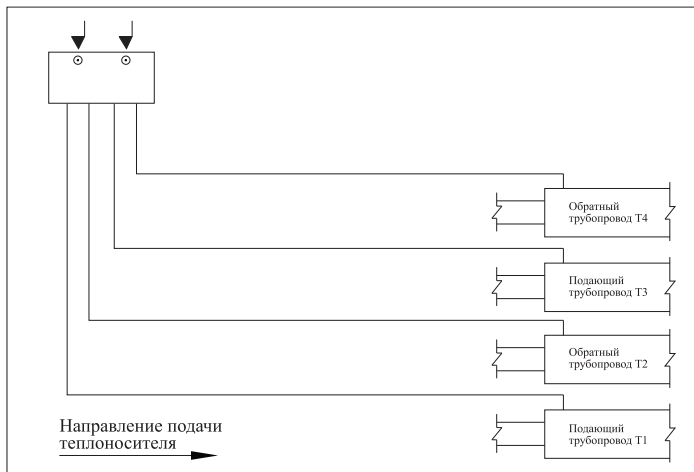 Обратный
трубопровод Т4
Подающий
трубопровод Т3
Обратный
трубопровод Т2
Подающий
трубопровод Т1
Направление подачи
теплоносителя